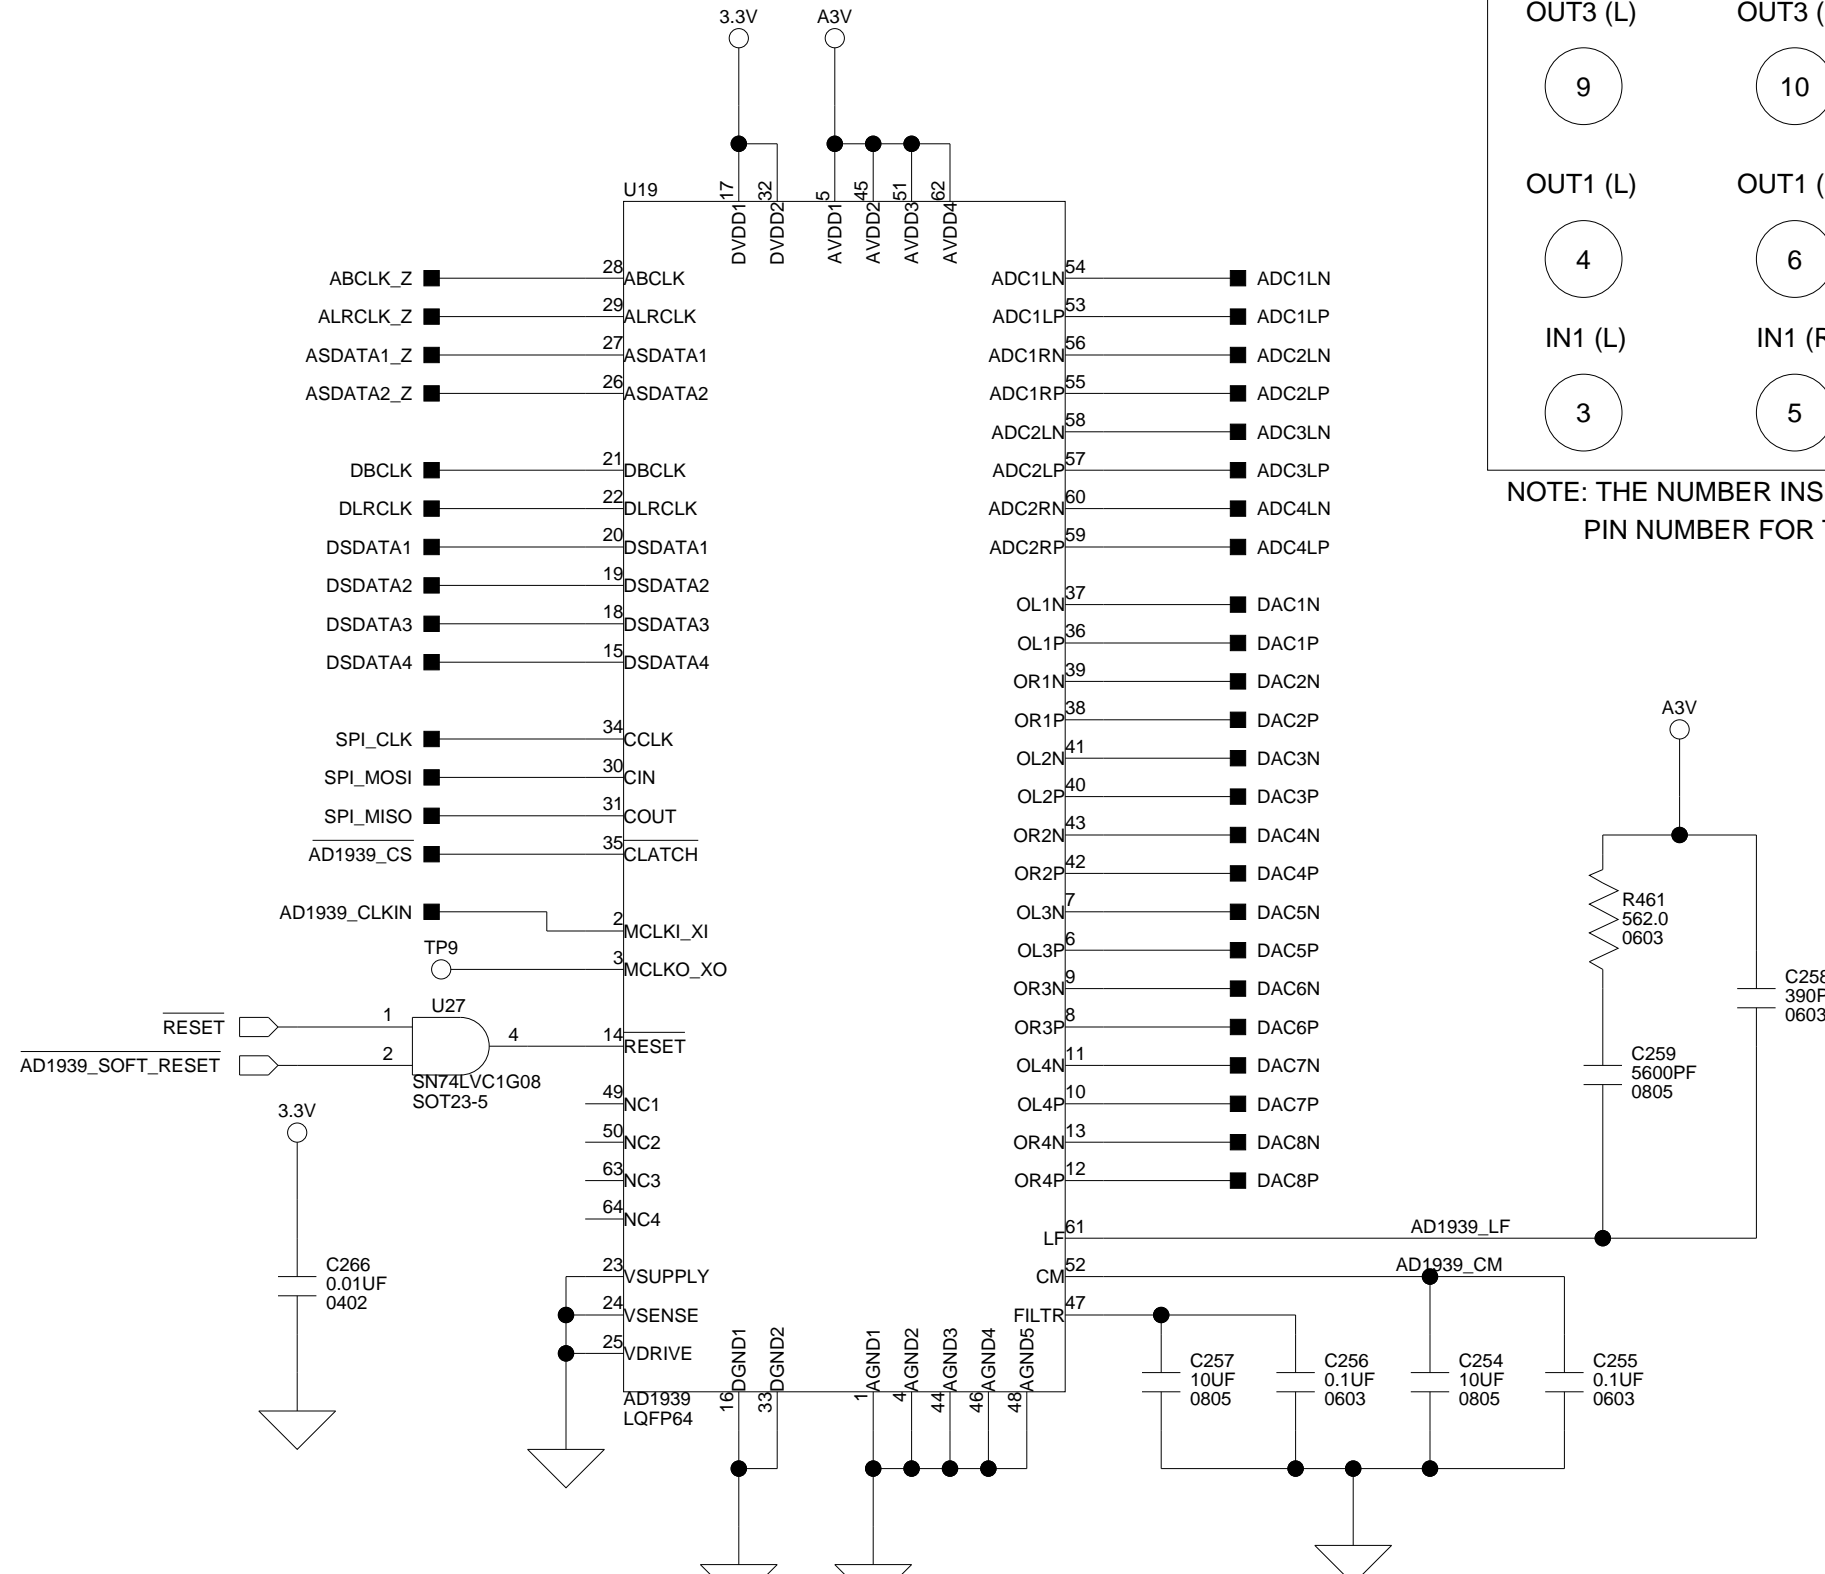 3.3V
A3V
OUT3 (L)
OUT3 (
9
10
OUT1 (L)
OUT1 (
4
6
IN1 (L)
IN1 (
3
5
NOTE: THE NUMBER INS
PIN NUMBER FOR
U19
17
32
5
45
51
62
DVDD1
DVDD2
AVDD1
AVDD2
AVDD3
AVDD4
ABCLK_Z 28 ABCLK
ALRCLK_Z 29 ALRCLK
ASDATA1_Z 27 ASDATA1
ASDATA2_Z 26 ASDATA2
DBCLK 21 DBCLK
DLRCLK 22 DLRCLK
DSDATA1 20 DSDATA1
DSDATA2 19 DSDATA2
DSDATA3 18 DSDATA3
DSDATA4 15 DSDATA4
SPI_CLK 34 CCLK
SPI_MOSI 30 CIN
SPI_MISO 31 COUT
AD1939_CS 35 CLATCH
AD1939_CLKIN 2 MCLKI_XI
TP9 3 MCLKO_XO
U27
RESET 1
AD1939_SOFT_RESET 2
4 14 RESET
SN74LVC1G08
SOT23-5
49 NC1
50 NC2
63 NC3
64 NC4
3.3V
C266
0.01UF
0402
23 VSUPPLY
24 VSENSE
25 VDRIVE
ADC1LN 54 ADC1LN
ADC1LP 53 ADC1LP
ADC1RN 56 ADC2LN
ADC1RP 55 ADC2LP
ADC2LN 58 ADC3LN
ADC2LP 57 ADC3LP
ADC2RN 60 ADC4LN
ADC2RP 59 ADC4LP
OL1N 37 DAC1N
OL1P 36 DAC1P
OR1N 39 DAC2N
OR1P 38 DAC2P
OL2N 41 DAC3N
OL2P 40 DAC3P
OR2N 43 DAC4N
OR2P 42 DAC4P
OL3N 7 DAC5N
OL3P 6 DAC5P
OR3N 9 DAC6N
OR3P 8 DAC6P
OL4N 11 DAC7N
OL4P 10 DAC7P
OR4N 13 DAC8N
OR4P 12 DAC8P
LF 61 AD1939_LF
CM 52 AD1939_CM
FILTR 47
DGND1
DGND2
AGND1
AGND2
AGND3
AGND4
AGND5
16
33
1
4
44
46
48
AD1939
LQFP64
A3V
R461
562.0
0603
C258
390P
0603
C259
5600PF
0805
C257
10UF
0805
C256
0.1UF
0603
C254
10UF
0805
C255
0.1UF
0603